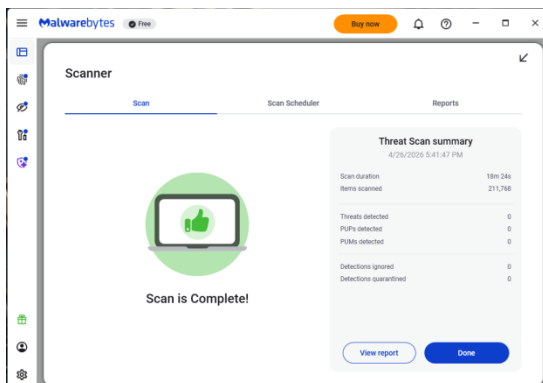 Malwarebytes Free Buy now
Scanner
Scan Scan Scheduler Reports
Threat Scan summary
4/26/2026 5:41:47 PM
Scan duration 18m 24s
Items scanned 211,768
Threats detected 0
PUPs detected 0
PUMs detected 0
Detections ignored 0
Detections quarantined 0
Scan is Complete!
View report Done